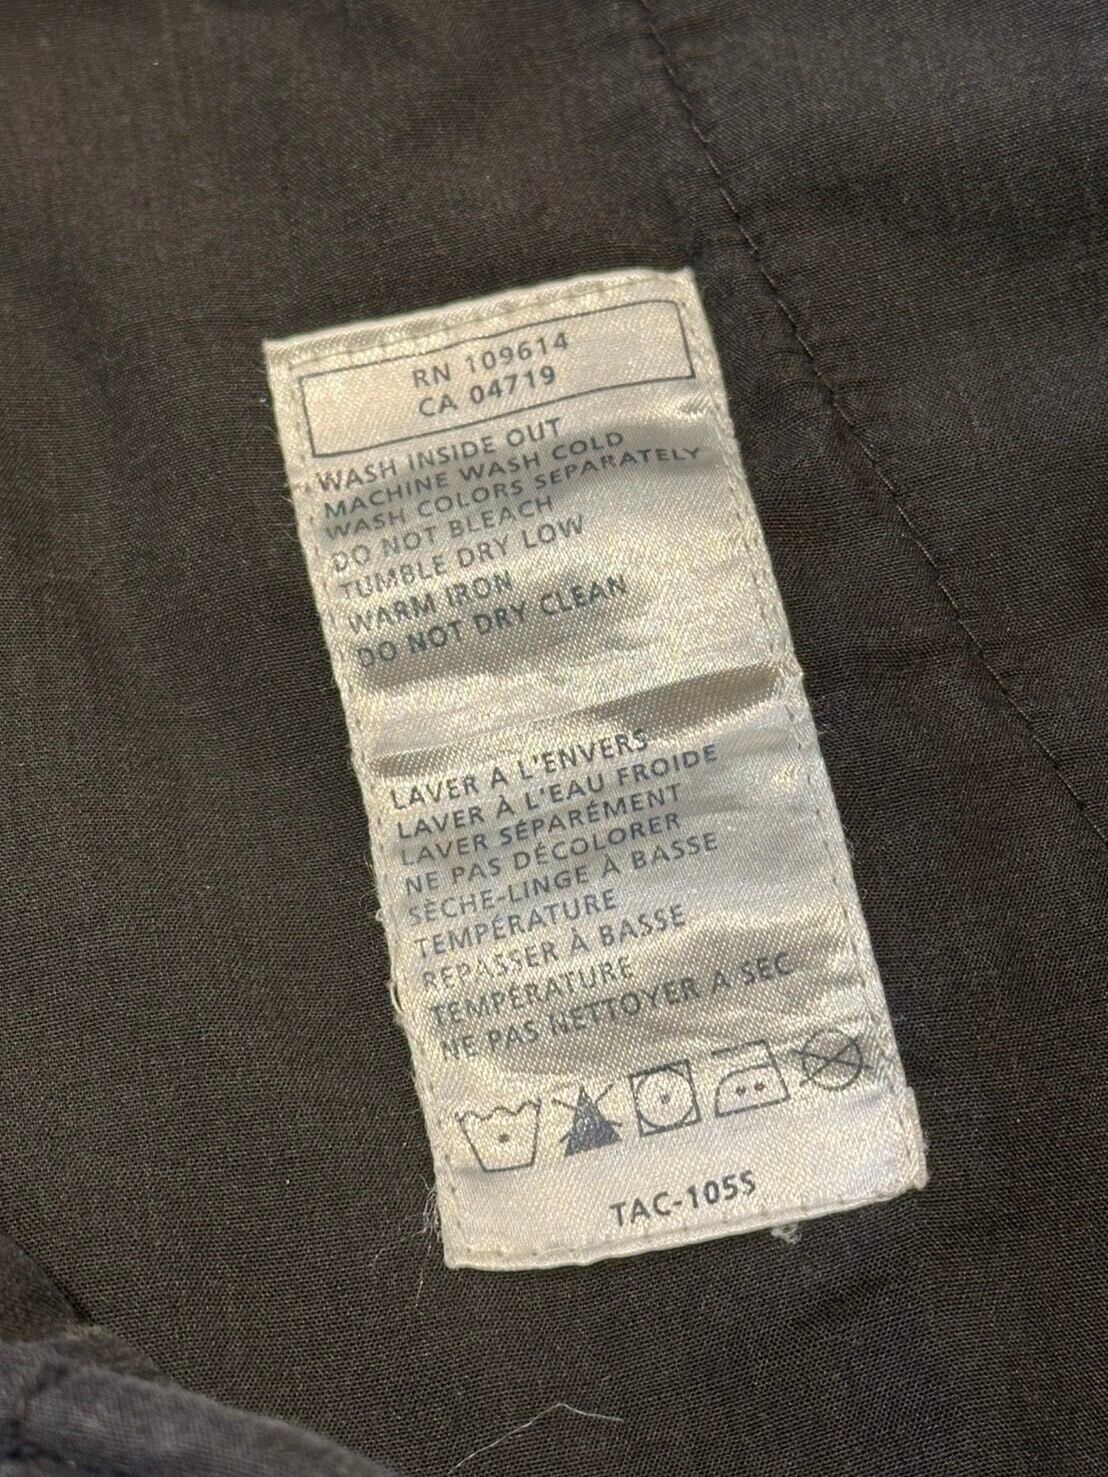 RN 109614
CA 04719
WASH INSIDE OUT
MACHINE WASH COLD
WASH COLORS SEPARATELY
DO NOT BLEACH
TUMBLE DRY LOW
WARM IRON
DO NOT DRY CLEAN
LAVER A L'ENVERS
LAVER À L'EAU FROIDE
LAVER SÉPARÉMENT
NE PAS DÉCOLORER
SÈCHE-LINGE À BASSE
TEMPÉRATURE
REPASSER À BASSE
TEMPÉRATURE
NE PAS NETTOYER A SEC
TAC-105S